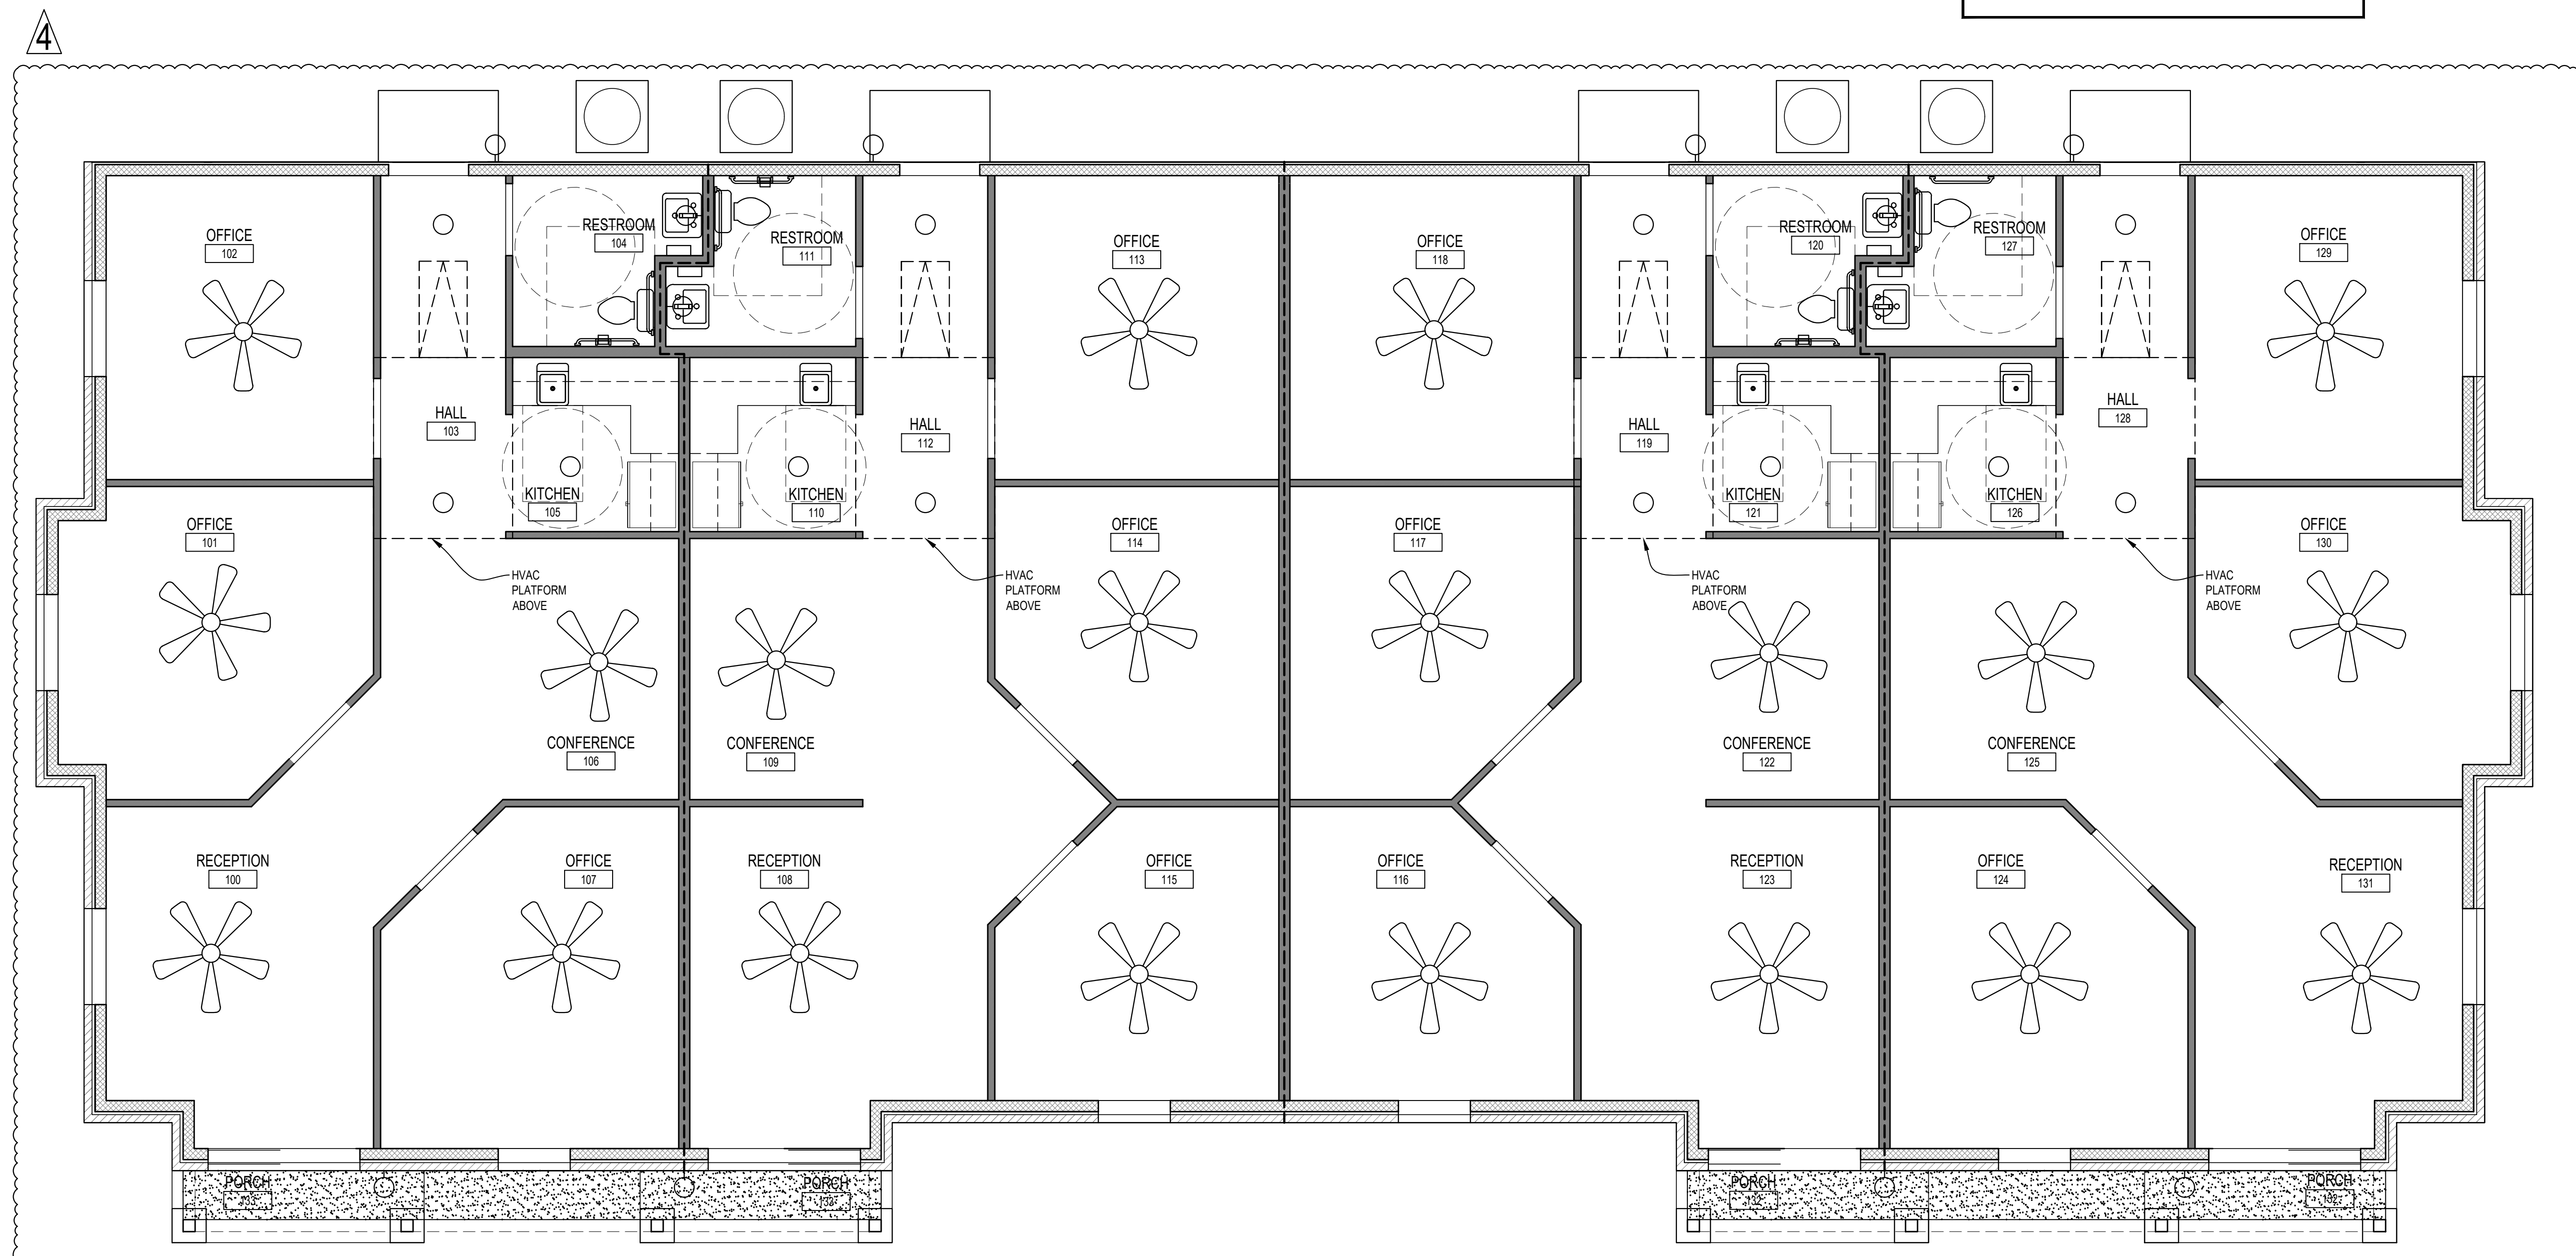 4
RESTROOM
104
RESTROOM
111
RESTROOM
120
RESTROOM
127
OFFICE
102
OFFICE
113
OFFICE
118
OFFICE
129
HALL
103
HALL
112
HALL
119
HALL
128
KITCHEN
105
KITCHEN
110
KITCHEN
121
KITCHEN
126
OFFICE
101
OFFICE
114
OFFICE
117
OFFICE
130
HVAC
PLATFORM
ABOVE
HVAC
PLATFORM
ABOVE
HVAC
PLATFORM
ABOVE
HVAC
PLATFORM
ABOVE
CONFERENCE
106
CONFERENCE
109
CONFERENCE
122
CONFERENCE
125
RECEPTION
100
OFFICE
107
RECEPTION
108
OFFICE
115
OFFICE
116
RECEPTION
123
OFFICE
124
RECEPTION
131
PORCH
133
PORCH
PORCH
132
PORCH
132